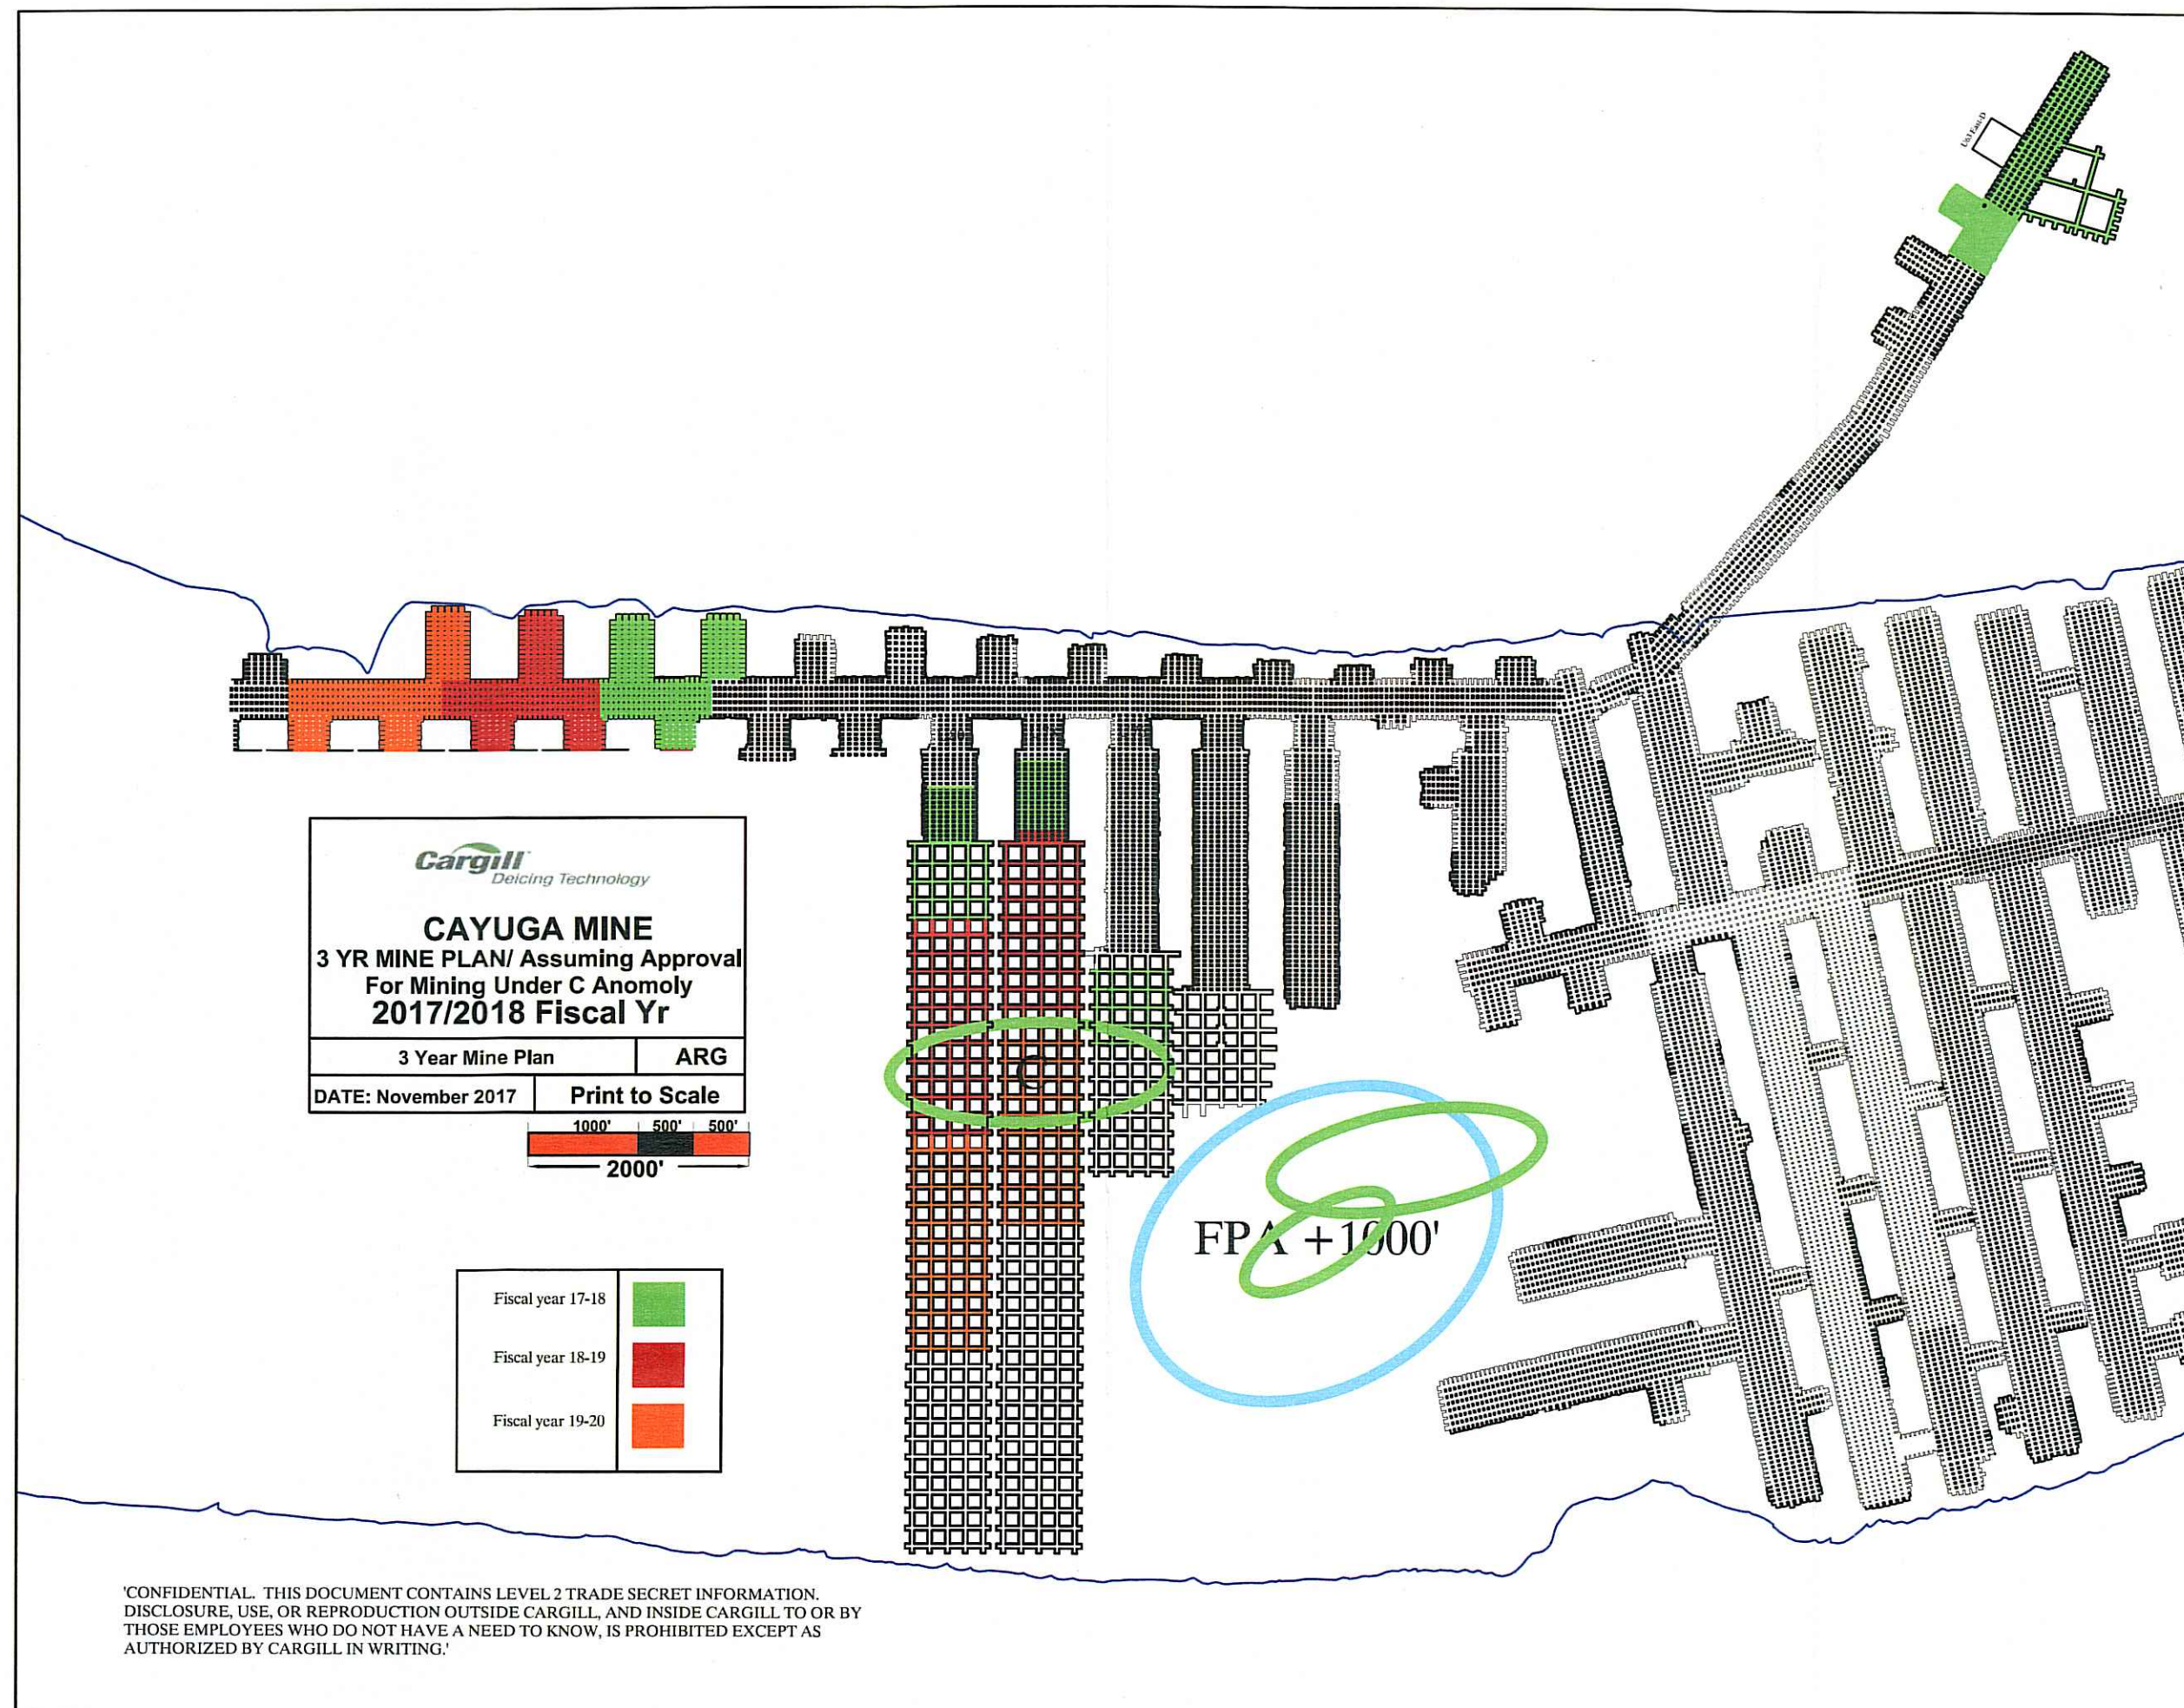 U63 East-D
Cargill
Deicing Technology
CAYUGA MINE
3 YR MINE PLAN/ Assuming Approval
For Mining Under C Anomoly
2017/2018 Fiscal Yr
3 Year Mine Plan
ARG
DATE: November 2017
Print to Scale
1000' 500' 500'
2000'
C
FPA +1000'
Fiscal year 17-18
Fiscal year 18-19
Fiscal year 19-20
'CONFIDENTIAL. THIS DOCUMENT CONTAINS LEVEL 2 TRADE SECRET INFORMATION.
DISCLOSURE, USE, OR REPRODUCTION OUTSIDE CARGILL, AND INSIDE CARGILL TO OR BY
THOSE EMPLOYEES WHO DO NOT HAVE A NEED TO KNOW, IS PROHIBITED EXCEPT AS
AUTHORIZED BY CARGILL IN WRITING.'